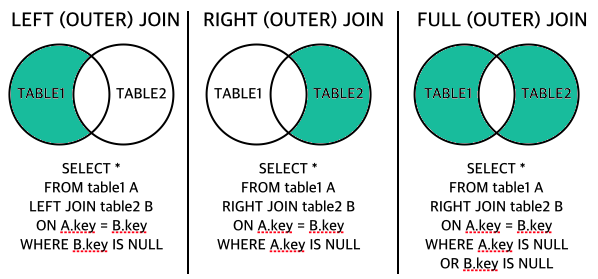 LEFT (OUTER) JOIN
TABLE1 TABLE2
SELECT *
FROM table1 A
LEFT JOIN table2 B
ON A.key = B.key
WHERE B.key IS NULL
RIGHT (OUTER) JOIN
TABLE1 TABLE2
SELECT *
FROM table1 A
RIGHT JOIN table2 B
ON A.key = B.key
WHERE A.key IS NULL
FULL (OUTER) JOIN
TABLE1 TABLE2
SELECT *
FROM table1 A
RIGHT JOIN table2 B
ON A.key = B.key
WHERE A.key IS NULL
OR B.key IS NULL